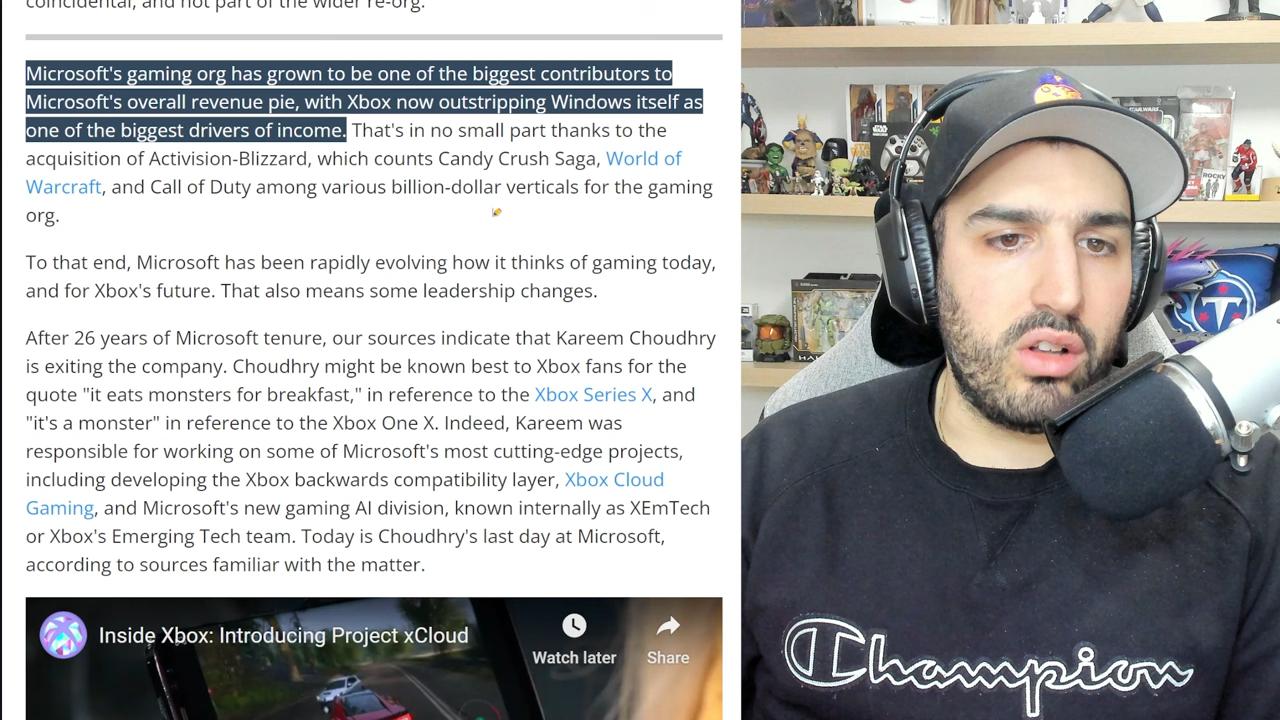 coincidental, and not part of the wider re-org.
Microsoft's gaming org has grown to be one of the biggest contributors to
Microsoft's overall revenue pie, with Xbox now outstripping Windows itself as
one of the biggest drivers of income. That's in no small part thanks to the
acquisition of Activision-Blizzard, which counts Candy Crush Saga, World of
Warcraft, and Call of Duty among various billion-dollar verticals for the gaming
org.
To that end, Microsoft has been rapidly evolving how it thinks of gaming today,
and for Xbox's future. That also means some leadership changes.
After 26 years of Microsoft tenure, our sources indicate that Kareem Choudhry
is exiting the company. Choudhry might be known best to Xbox fans for the
quote "it eats monsters for breakfast," in reference to the Xbox Series X, and
"it's a monster" in reference to the Xbox One X. Indeed, Kareem was
responsible for working on some of Microsoft's most cutting-edge projects,
including developing the Xbox backwards compatibility layer, Xbox Cloud
Gaming, and Microsoft's new gaming AI division, known internally as XEmTech
or Xbox's Emerging Tech team. Today is Choudhry's last day at Microsoft,
according to sources familiar with the matter.
Inside Xbox: Introducing Project xCloud
Watch later
Share
STAR WARS
ROCKY
HALO
T
Champion